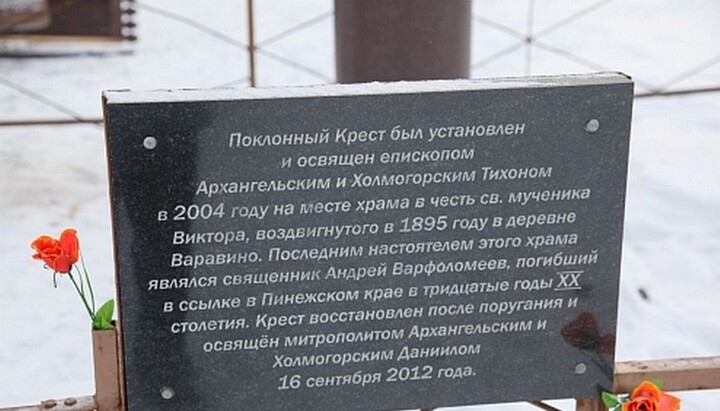 Поклонный Крест был установлен
и освящен епископом
Архангельским и Холмогорским Тихоном
в 2004 году на месте храма в честь св. мученика
Виктора, воздвигнутого в 1895 году в деревне
Варавино. Последним настоятелем этого храма
являлся священник Андрей Варфоломеев, погибший
в ссылке в Пинежском крае в тридцатые годы XX
столетия. Крест восстановлен после поругания и
освящён митрополитом Архангельским и
Холмогорским Даниилом
16 сентября 2012 года.